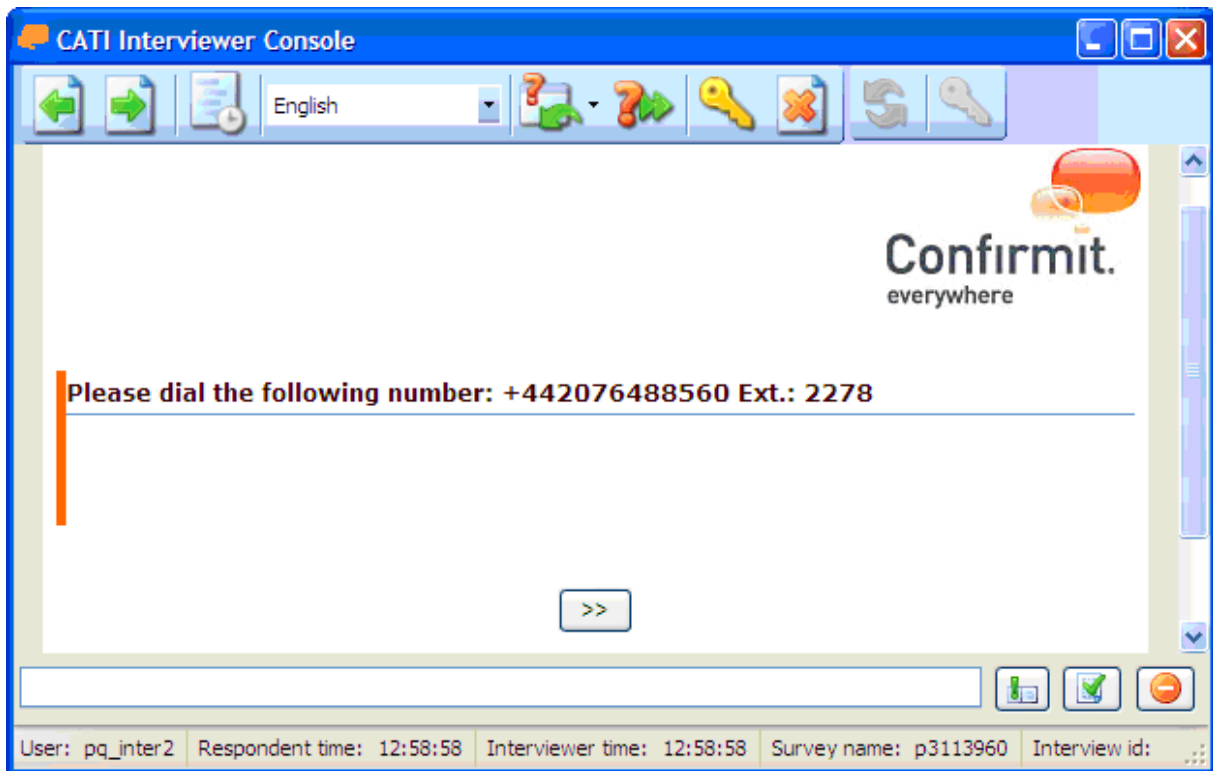 CATI Interviewer Console
English
Confirmit.
everywhere
Please dial the following number: +442076488560 Ext.: 2278
>>
User: pq_inter2 Respondent time: 12:58:58 Interviewer time: 12:58:58 Survey name: p3113960 Interview id: